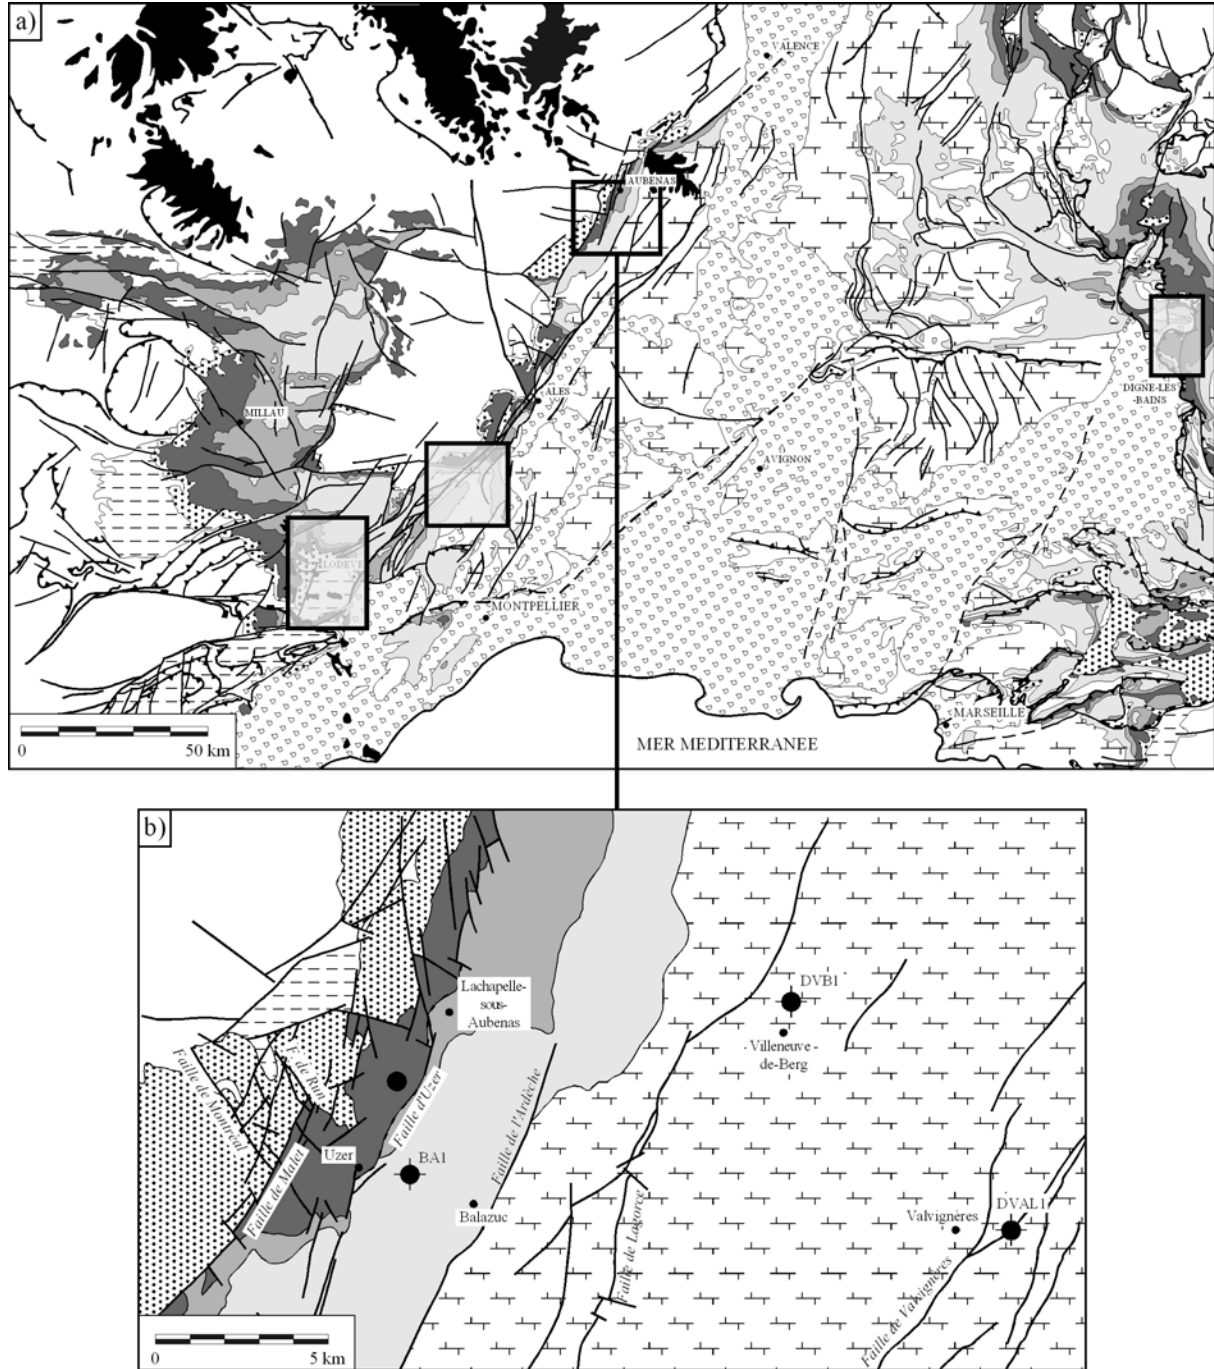 a)
VALENCE
AUBENAS
DIGNE-LES
-BAINS
ALES
MILLAU
AVIGNON
LODEVE
MONTPELLIER
MARSEILLE
0 50 km
MER MEDITERRANEE
b)
Lachapelle-
sous-
Aubenas
DVB1
Villeneuve
de-Berg
Faille de Montréal
F. de Runi
Faille d'Uzer
Faille de l'Ardèche
Uzer
BA1
Faille de Malet
Balazuc
Faille de Lagorce
Valvignères
DVAL1
Faille de Valvignères
0 5 km